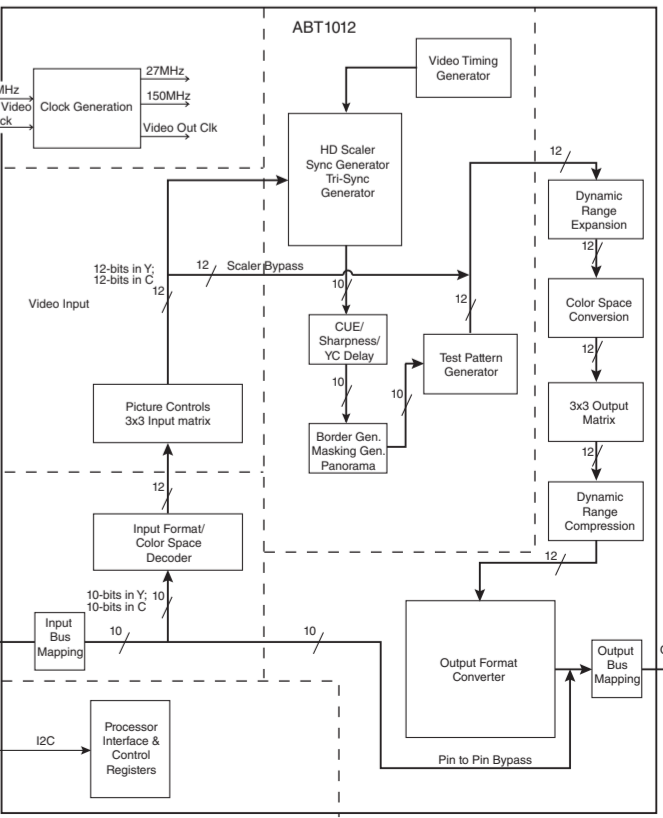 ABT1012
Video Timing
Generator
27MHz
150MHz
Video Out Clk
Video
Clock Generation
HD Scaler
Sync Generator
Tri-Sync
Generator
12
Dynamic
Range
Expansion
12
12-bits in Y;
12-bits in C
12
12
Scaler Bypass
10
12
Video Input
Color Space
Conversion
12
CUE/
Sharpness/
YC Delay
Test Pattern
Generator
10
10
Picture Controls
3x3 Input matrix
3x3 Output
Matrix
12
Border Gen.
Masking Gen.
Panorama
12
Input Format/
Color Space
Decoder
Dynamic
Range
Compression
12
10-bits in Y;
10-bits in C
10
Input
Bus
Mapping
10
10
Output Format
Converter
Output
Bus
Mapping
I2C
Processor
Interface &
Control
Registers
Pin to Pin Bypass